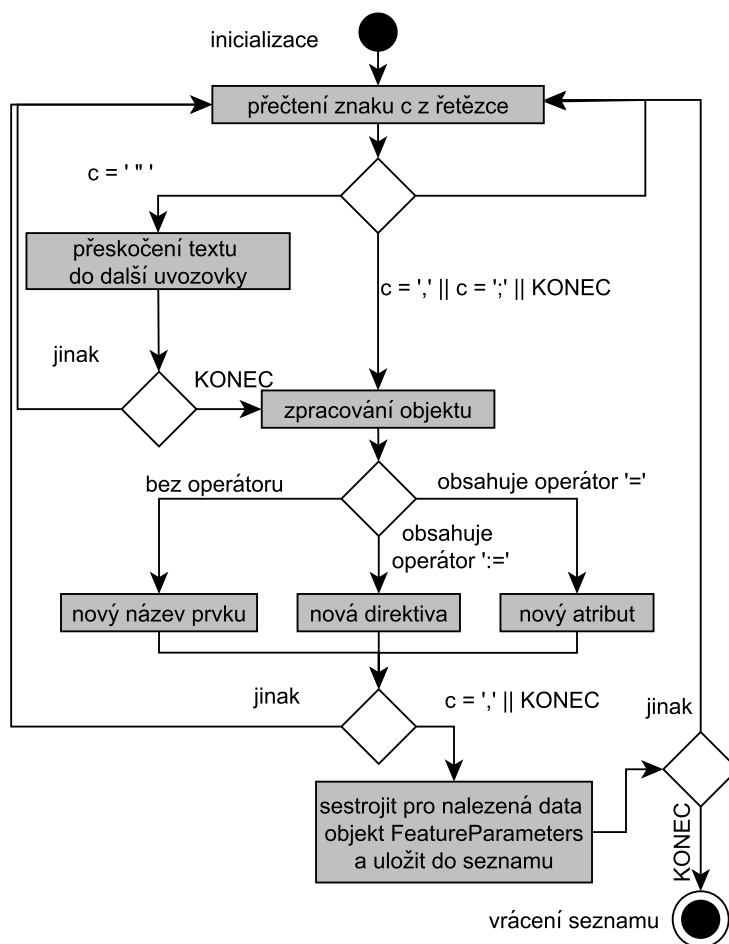 inicializace
přečtení znaku c z řetězce
c = ' " '
přeskočení textu
do další uvozovky
c = ',' || c = ';' || KONEC
jinak
KONEC
zpracování objektu
bez operátoru
obsahuje operátor '='
obsahuje
operátor ':='
nový název prvku
nová direktiva
nový atribut
jinak
c = ',' || KONEC
jinak
sestrojit pro nalezená data
objekt FeatureParameters
a uložit do seznamu
KONEC
vrácení seznamu